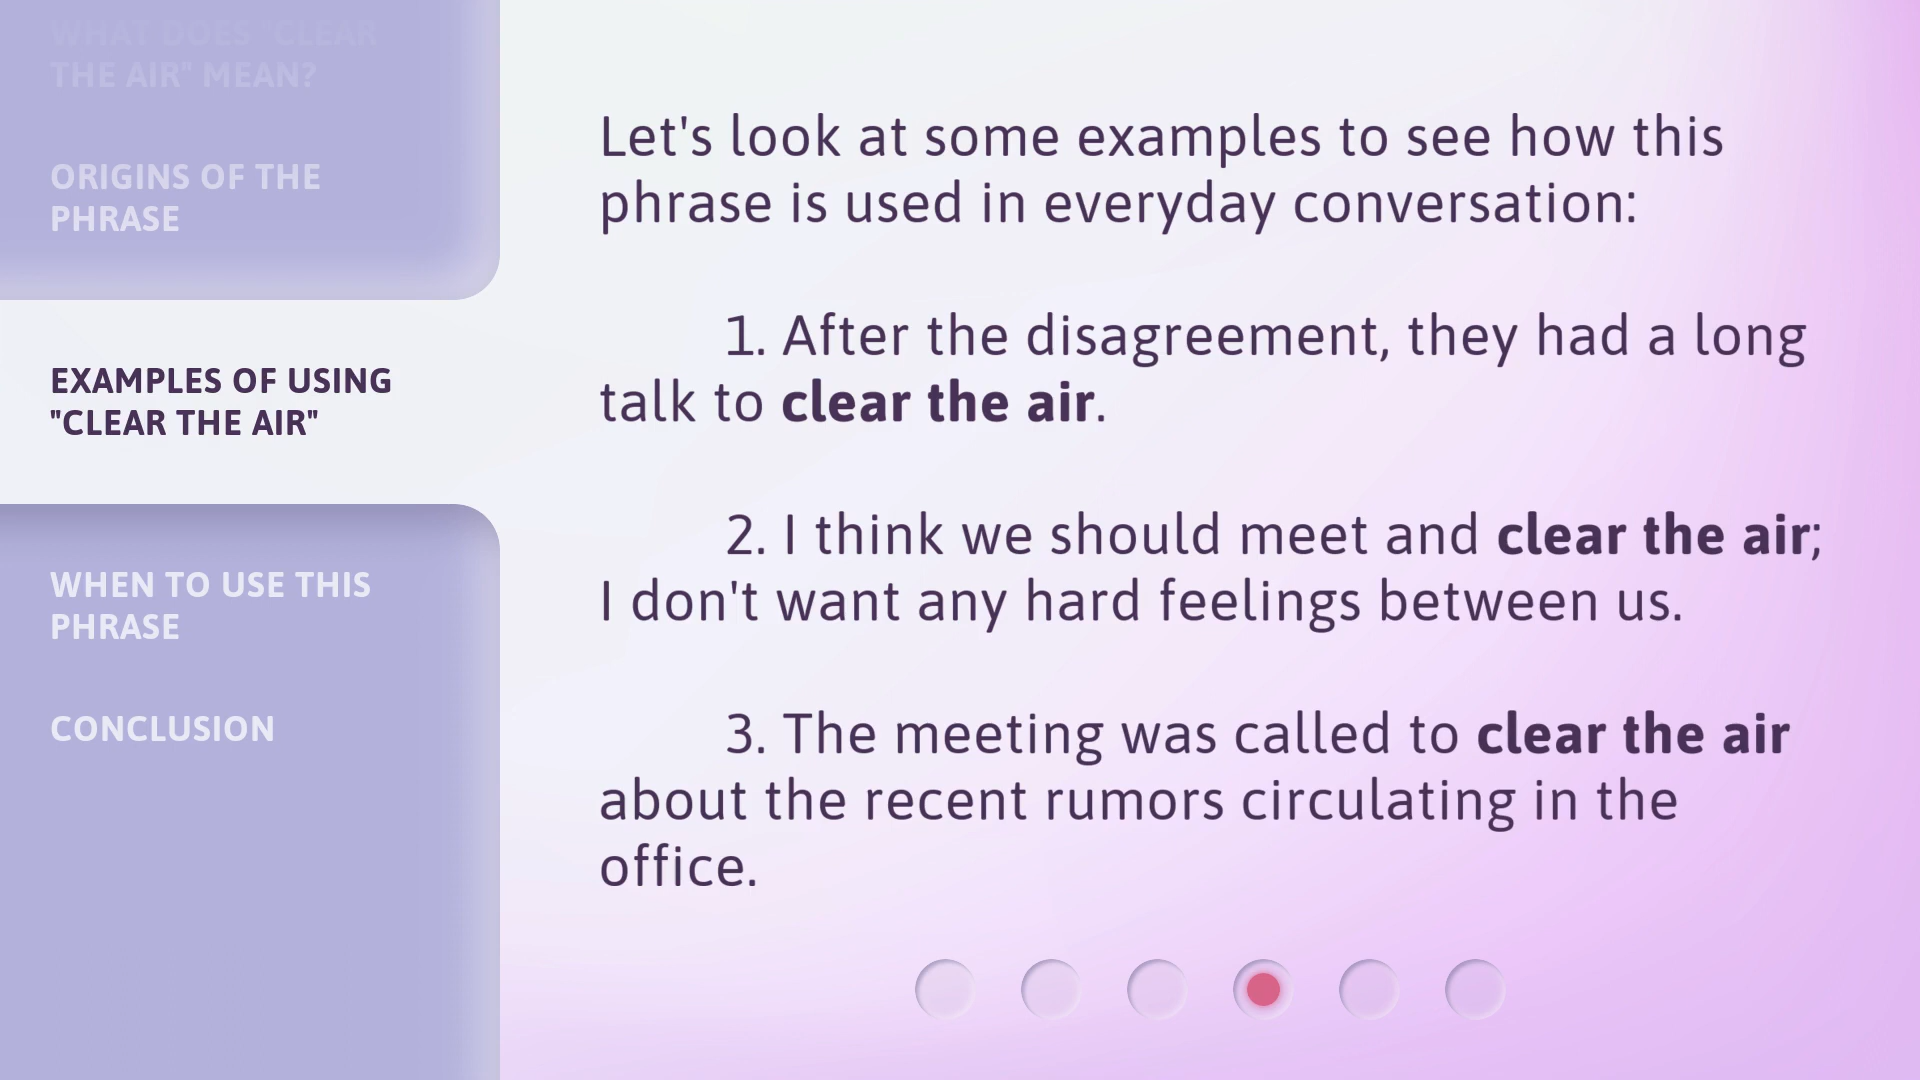 WHAT DOES "CLEAR
THE AIR" MEAN?
ORIGINS OF THE
PHRASE
EXAMPLES OF USING
"CLEAR THE AIR"
WHEN TO USE THIS
PHRASE
CONCLUSION
Let's look at some examples to see how this
phrase is used in everyday conversation:
1. After the disagreement, they had a long
talk to clear the air.
2. I think we should meet and clear the air;
I don't want any hard feelings between us.
3. The meeting was called to clear the air
about the recent rumors circulating in the
office.